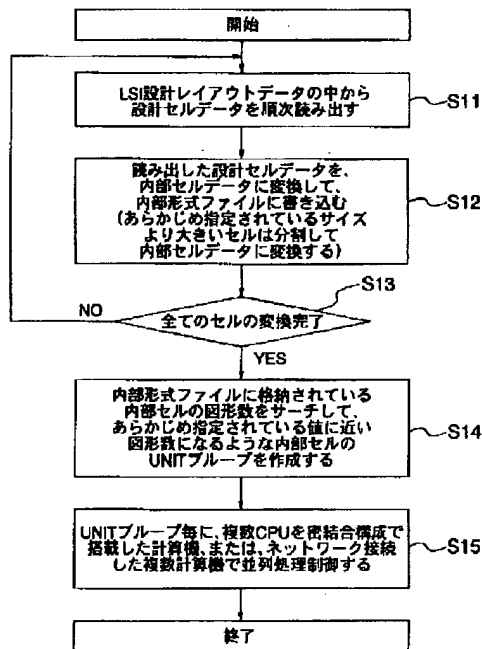 開始
LSI設計レイアウトデータの中から
設計セルデータを順次読み出す
S11
読み出した設計セルデータを、
内部セルデータに変換して、
内部形式ファイルに書き込む
(あらかじめ指定されているサイズ
より大きいセルは分割して
内部セルデータに変換する)
S12
S13
全てのセルの変換完了
NO
YES
内部形式ファイルに格納されている
内部セルの図形数をサーチして、
あらかじめ指定されている値に近い
図形数になるような内部セルの
UNITブループを作成する
S14
UNITブループ毎に、複数CPUを密結合構成で
搭載した計算機、または、ネットワーク接続
した複数計算機で並列処理制御する
S15
終了